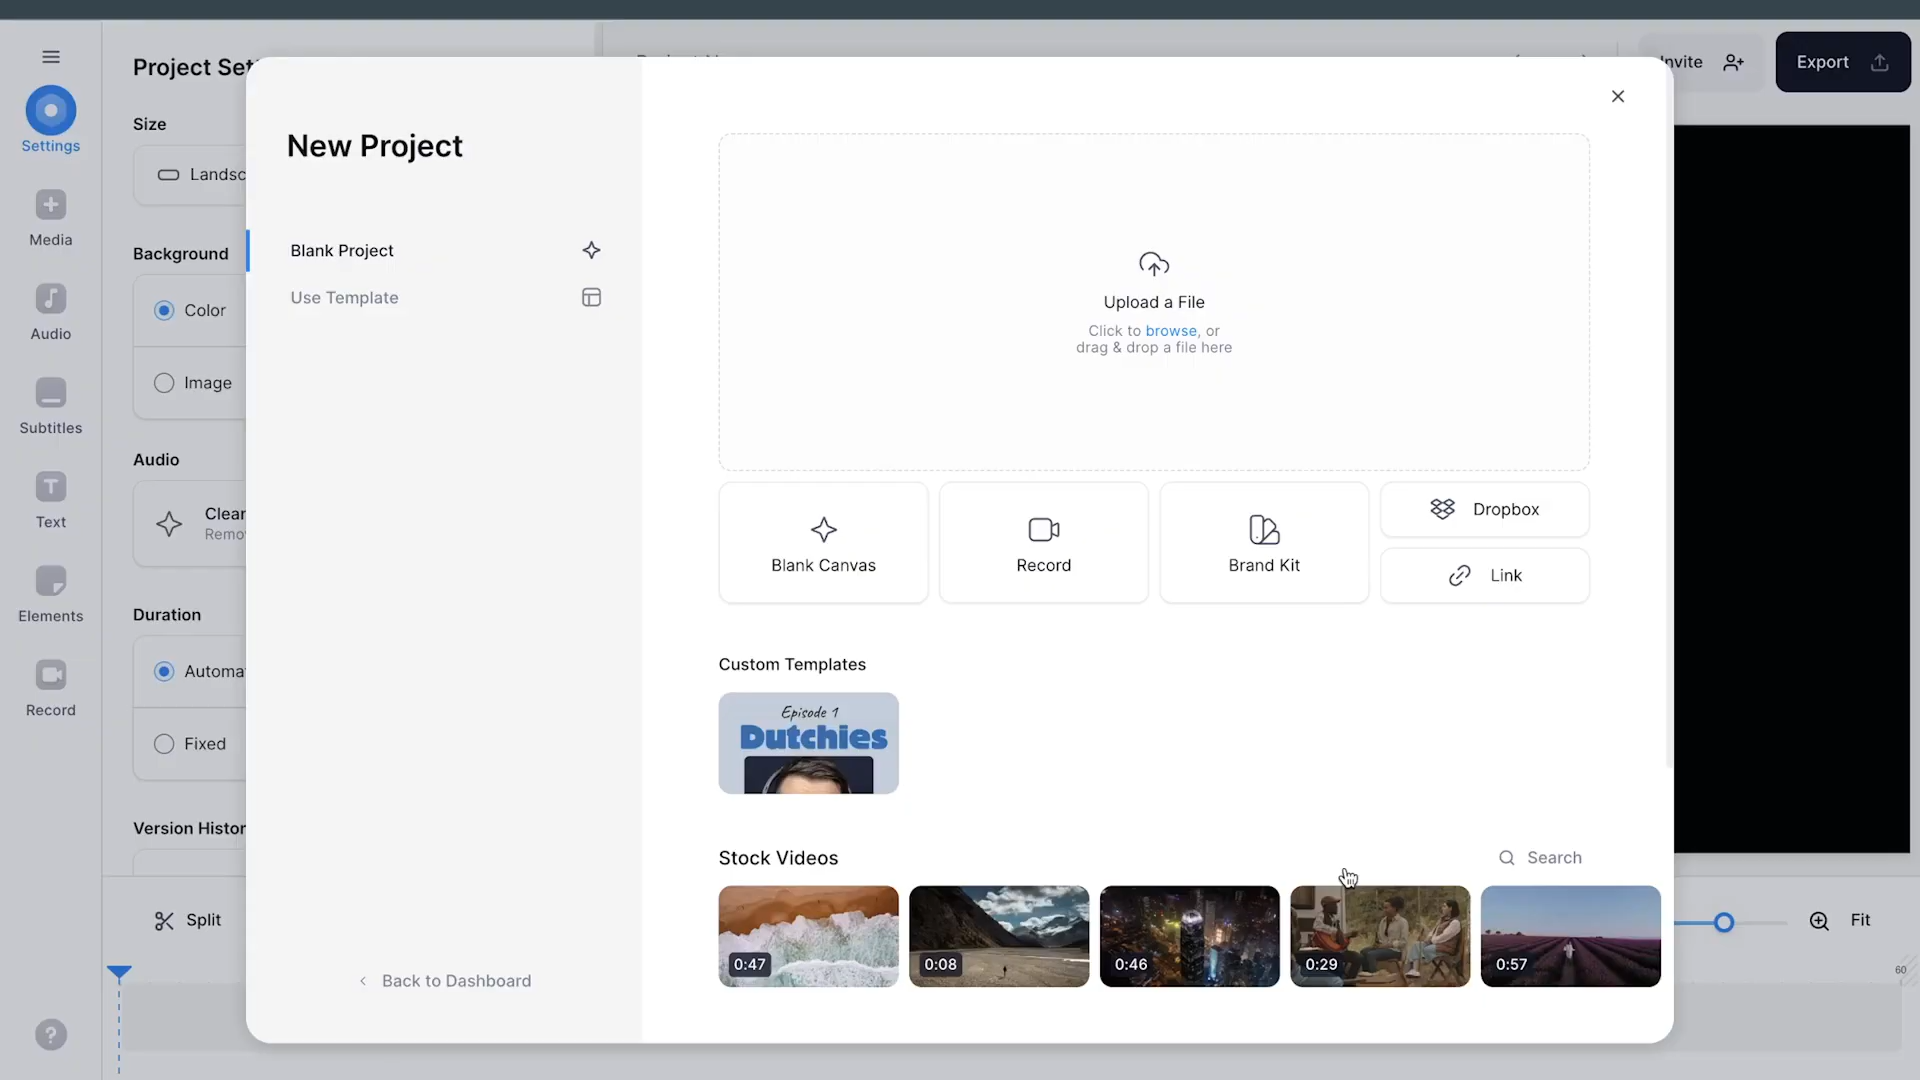 Project Set
Invite
Export
Settings
Media
Audio
Subtitles
Text
Elements
Record
Size
Landsc
Background
Color
Image
Audio
Clear
Remo
Duration
Automa
Fixed
Version Histor
Split
New Project
Blank Project
Use Template
Back to Dashboard
Upload a File
Click to browse, or
drag & drop a file here
Blank Canvas
Record
Brand Kit
Dropbox
Link
Custom Templates
Episode 1
Dutchies
Stock Videos
Search
0:47
0:08
0:46
0:29
0:57
Fit
60
?